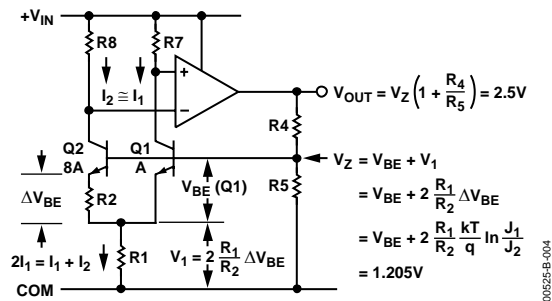 +VIN
R8
R7
I2 ≅ I1
+
−
VOUT = VZ (1 + R4/R5) = 2.5V
R4
Q2
8A
Q1
A
VZ = VBE + V1
ΔVBE
R2
VBE (Q1)
R5
= VBE + 2 R1/R2 ΔVBE
= VBE + 2 R1/R2 kT/q ln J1/J2
= 1.205V
2I1 = I1 + I2
R1
V1 = 2 R1/R2 ΔVBE
COM
00525-B-004